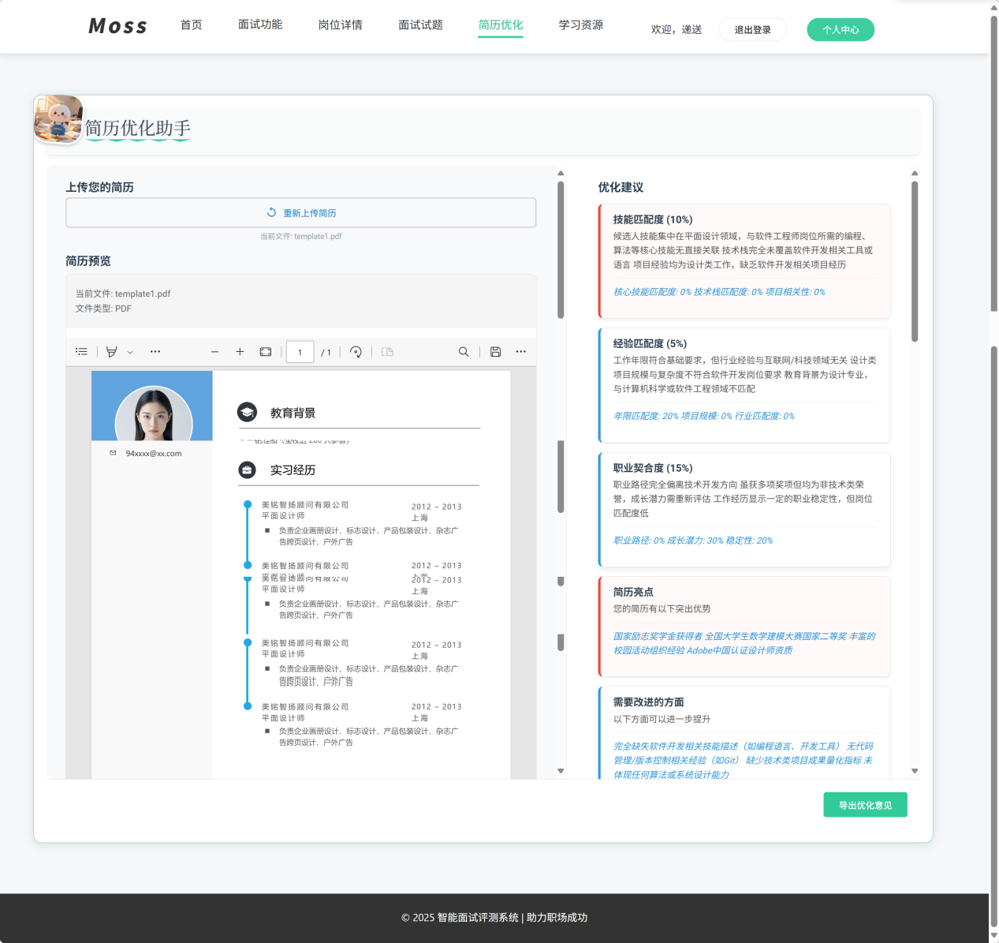 Moss
首页
面试功能
岗位详情
面试试题
简历优化
学习资源
欢迎，递送
退出登录
个人中心
简历优化助手
上传您的简历
重新上传简历
当前文件: template1.pdf
简历预览
当前文件: template1.pdf
文件类型: PDF
1
/ 1
94xxxx@xx.com
教育背景
实习经历
美铭智扬顾问有限公司
2012 – 2013
平面设计师
上海
■ 负责企业画册设计、标志设计、产品包装设计、杂志广
告跨页设计、户外广告
美铭智扬顾问有限公司
2012 – 2013
2012 – 2013
平面设计师
上海
■ 负责企业画册设计、标志设计、产品包装设计、杂志广
告跨页设计、户外广告
美铭智扬顾问有限公司
2012 – 2013
平面设计师
上海
■ 负责企业画册设计、标志设计、产品包装设计、杂志广
告跨页设计、户外广告
美铭智扬顾问有限公司
2012 – 2013
平面设计师
上海
■ 负责企业画册设计、标志设计、产品包装设计、杂志广
告跨页设计、户外广告
优化建议
技能匹配度 (10%)
候选人技能集中在平面设计领域，与软件工程师岗位所需的编程、
算法等核心技能无直接关联 技术栈完全未覆盖软件开发相关工具或
语言 项目经验均为设计类工作，缺乏软件开发相关项目经历
核心技能匹配度: 0% 技术栈匹配度: 0% 项目相关性: 0%
经验匹配度 (5%)
工作年限符合基础要求，但行业经验与互联网/科技领域无关 设计类
项目规模与复杂度不符合软件开发岗位要求 教育背景为设计专业，
与计算机科学或软件工程领域不匹配
年限匹配度: 20% 项目规模: 0% 行业匹配度: 0%
职业契合度 (15%)
职业路径完全偏离技术开发方向 虽获多项奖项但均为非技术类荣
誉，成长潜力需重新评估 工作经历显示一定的职业稳定性，但岗位
匹配度低
职业路径: 0% 成长潜力: 30% 稳定性: 20%
简历亮点
您的简历有以下突出优势
国家励志奖学金获得者 全国大学生数学建模大赛国家二等奖 丰富的
校园活动组织经验 Adobe中国认证设计师资质
需要改进的方面
以下方面可以进一步提升
完全缺失软件开发相关技能描述（如编程语言、开发工具） 无代码
管理/版本控制相关经验（如Git） 缺少技术类项目成果量化指标 未
体现任何算法或系统设计能力
导出优化意见
© 2025 智能面试评测系统 | 助力职场成功